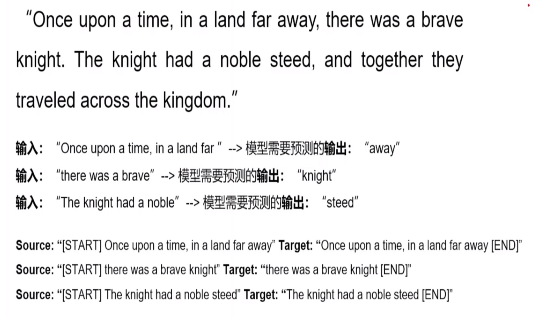 “Once upon a time, in a land far away, there was a brave
knight. The knight had a noble steed, and together they
traveled across the kingdom.”
输入： “Once upon a time, in a land far ” --> 模型需要预测的输出： “away”
输入： “there was a brave” --> 模型需要预测的输出： “knight”
输入： “The knight had a noble” --> 模型需要预测的输出： “steed”
Source: “[START] Once upon a time, in a land far away” Target: “Once upon a time, in a land far away [END]”
Source: “[START] there was a brave knight” Target: “there was a brave knight [END]”
Source: “[START] The knight had a noble steed” Target: “The knight had a noble steed [END]”